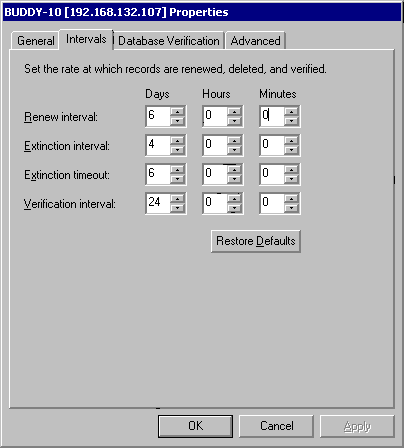 BUDDY-10 [192.168.132.107] Properties
General Intervals Database Verification Advanced
Set the rate at which records are renewed, deleted, and verified.
Days Hours Minutes
Renew interval: 6 0 0
Extinction interval: 4 0 0
Extinction timeout: 6 0 0
Verification interval: 24 0 0
Restore Defaults
OK Cancel Apply